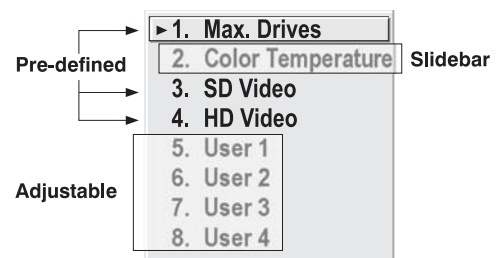 ▸1. Max. Drives
2. Color Temperature
Pre-defined
Slidebar
3. SD Video
4. HD Video
5. User 1
6. User 2
Adjustable
7. User 3
8. User 4